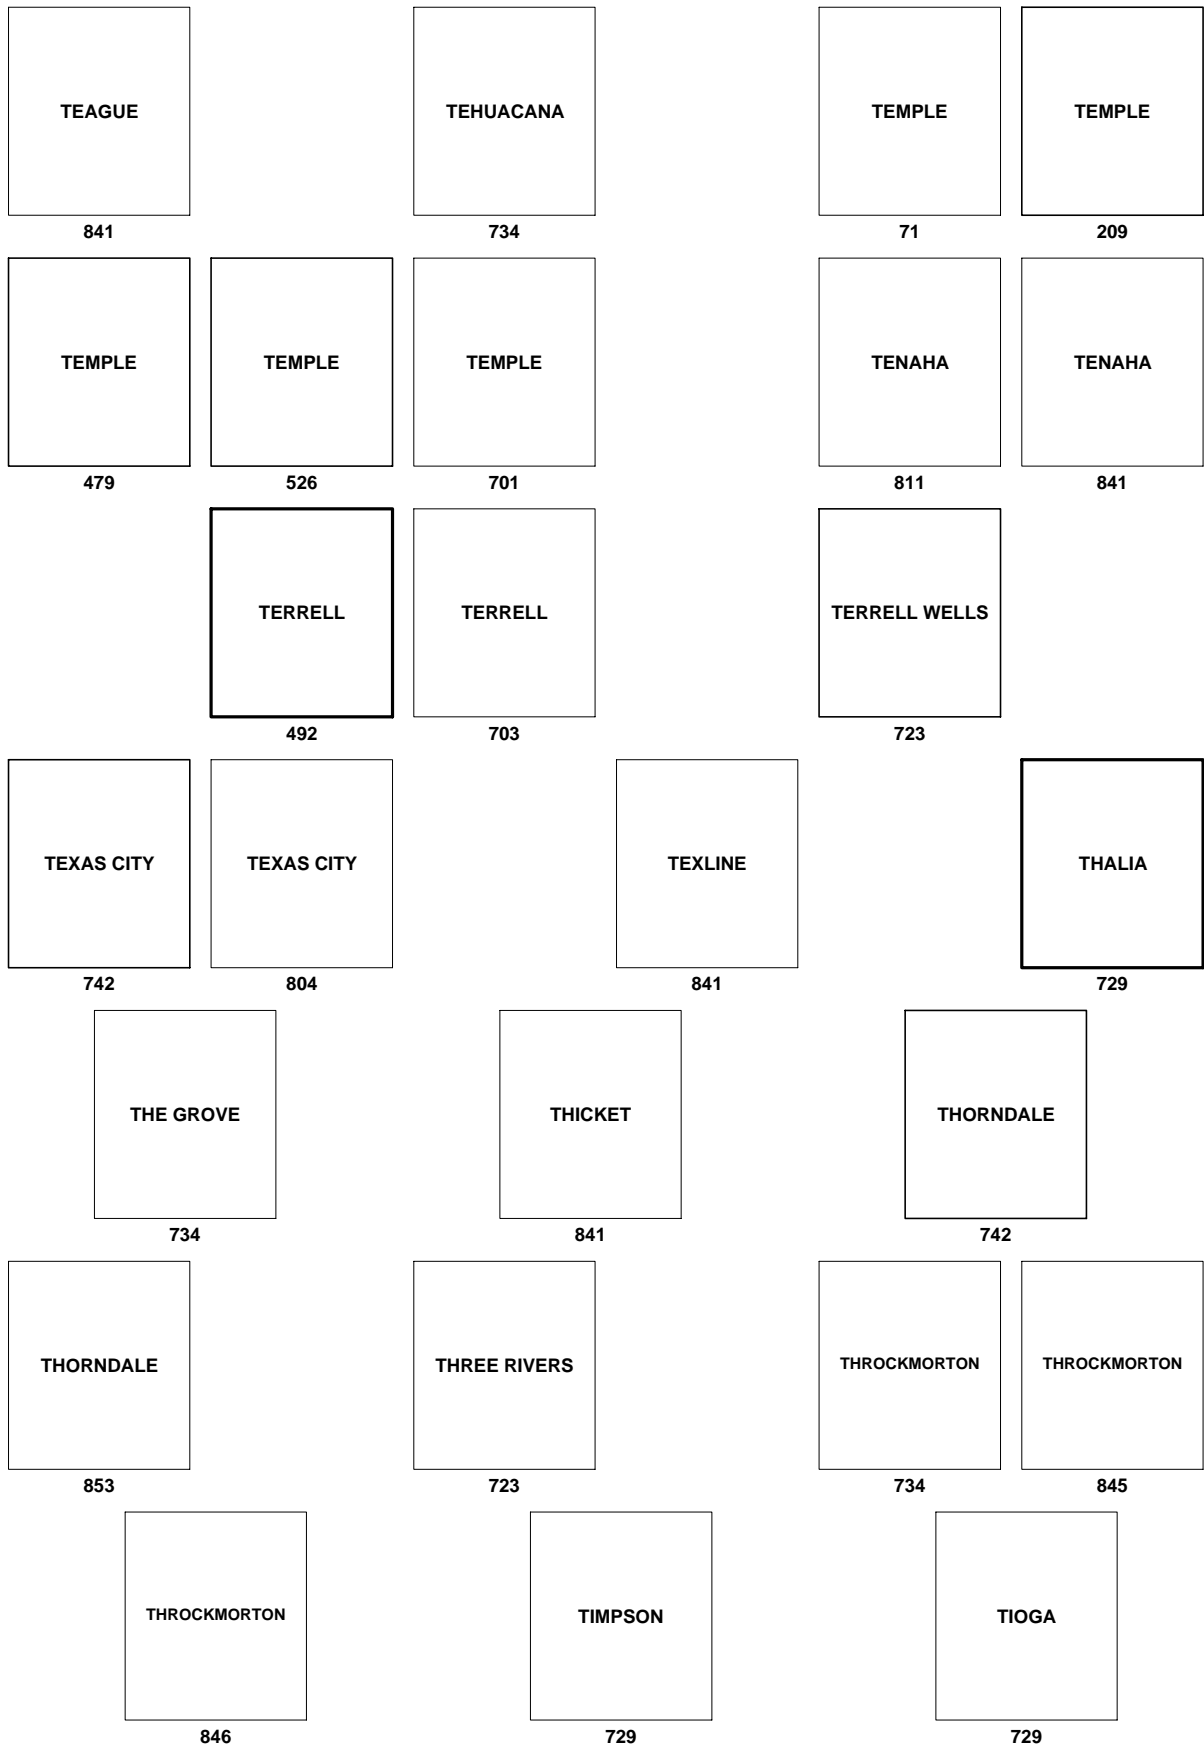 TEAGUE
TEHUACANA
TEMPLE
TEMPLE
841
734
71
209
TEMPLE
TEMPLE
TEMPLE
TENAHA
TENAHA
479
526
701
811
841
TERRELL
TERRELL
TERRELL WELLS
492
703
723
TEXAS CITY
TEXAS CITY
TEXLINE
THALIA
742
804
841
729
THE GROVE
THICKET
THORNDALE
734
841
742
THORNDALE
THREE RIVERS
THROCKMORTON
THROCKMORTON
853
723
734
845
THROCKMORTON
TIMPSON
TIOGA
846
729
729